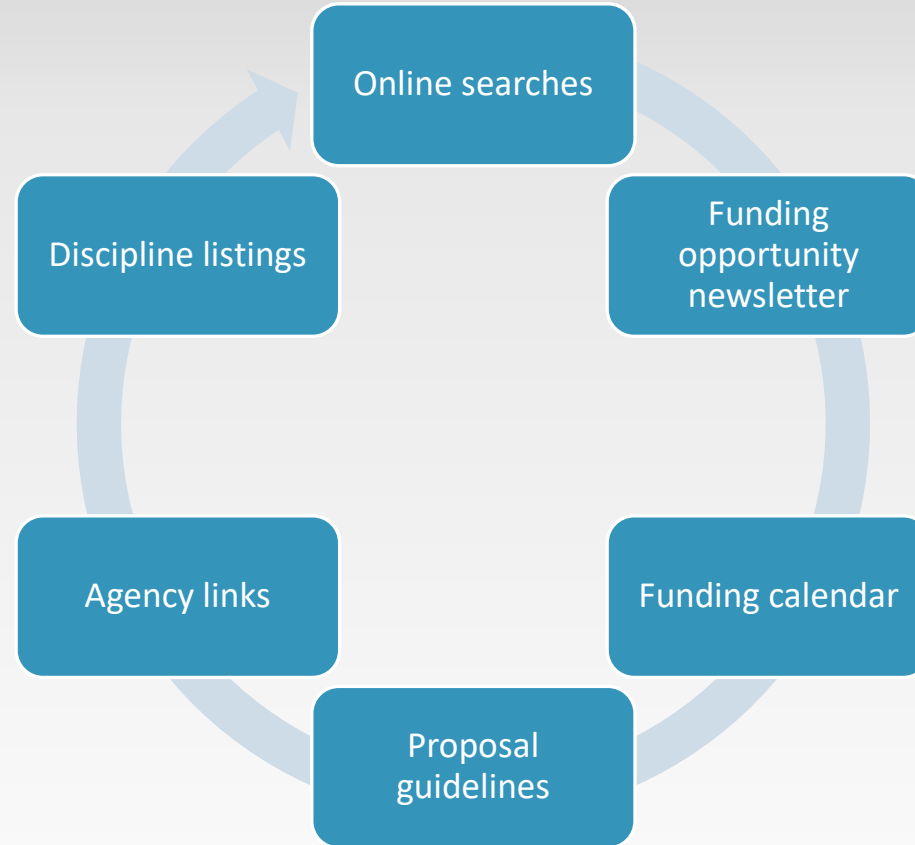 Online searches
Funding
opportunity
newsletter
Funding calendar
Proposal
guidelines
Agency links
Discipline listings